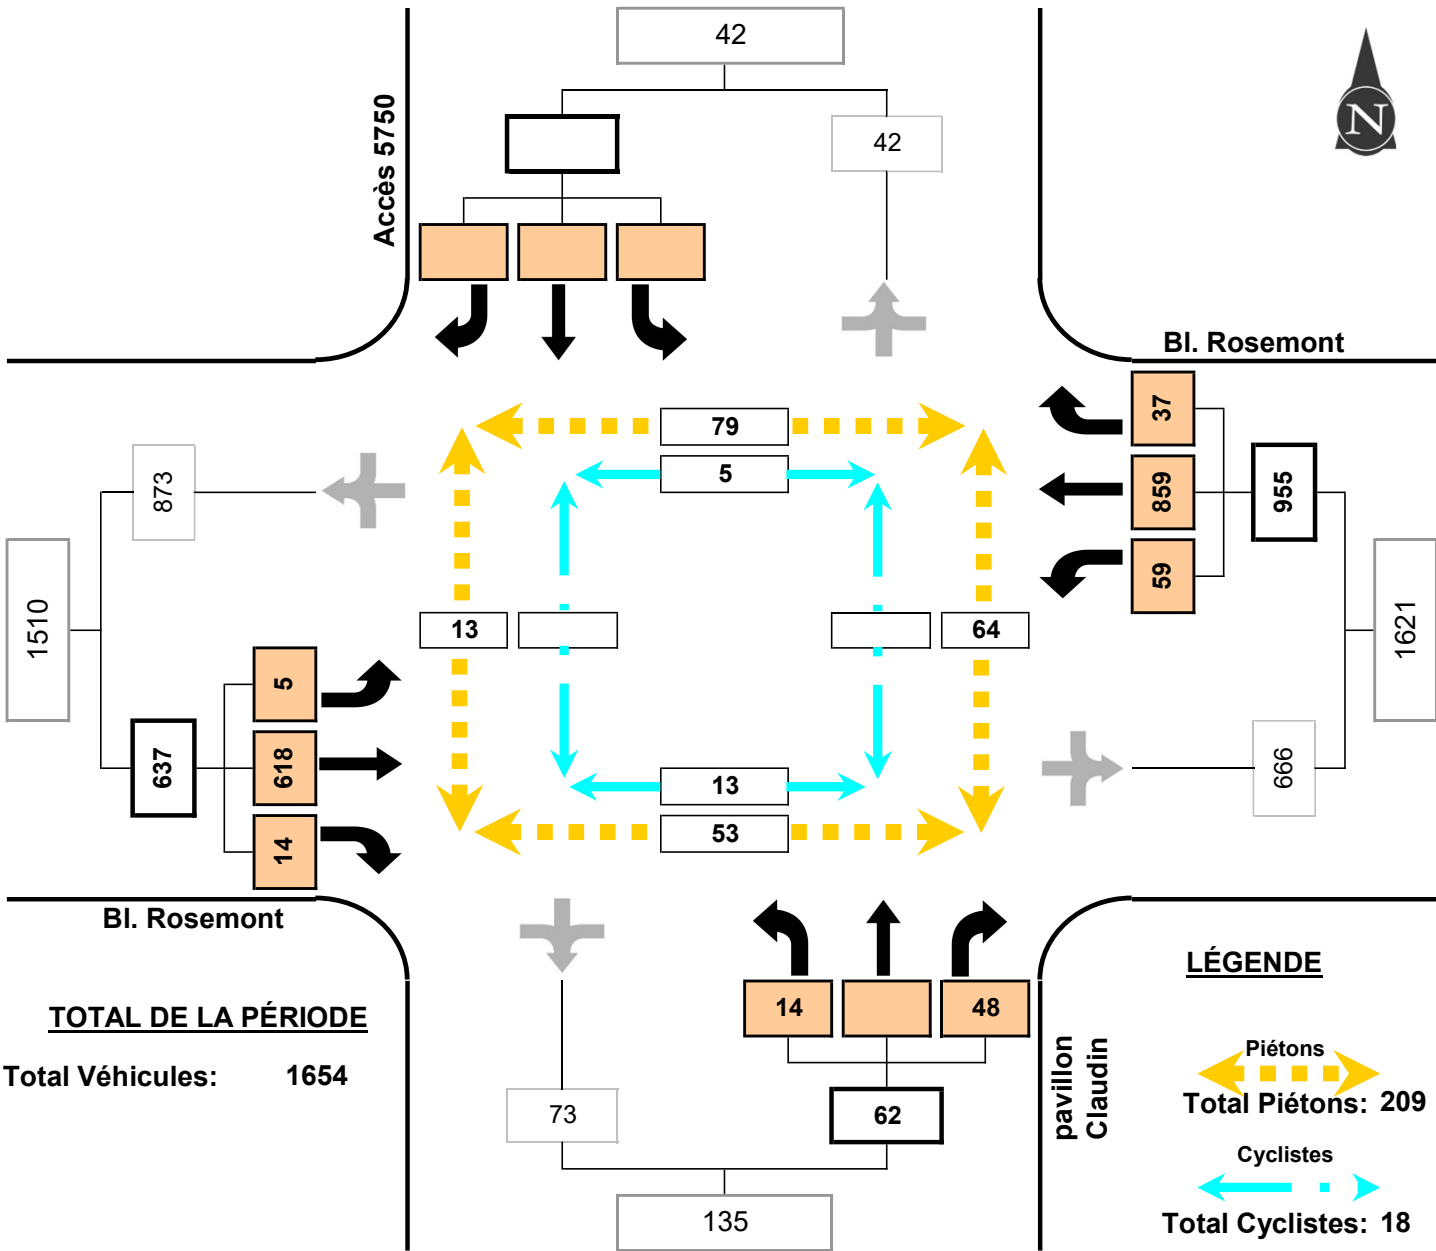 42
N
Accès 5750
42
Bl. Rosemont
37
79
873
5
859
955
59
1510
13
64
1621
5
637
618
666
13
14
53
Bl. Rosemont
LÉGENDE
14
48
TOTAL DE LA PÉRIODE
Piétons
Total Véhicules: 1654
pavillon
Claudin
Total Piétons: 209
73
62
Cyclistes
135
Total Cyclistes: 18